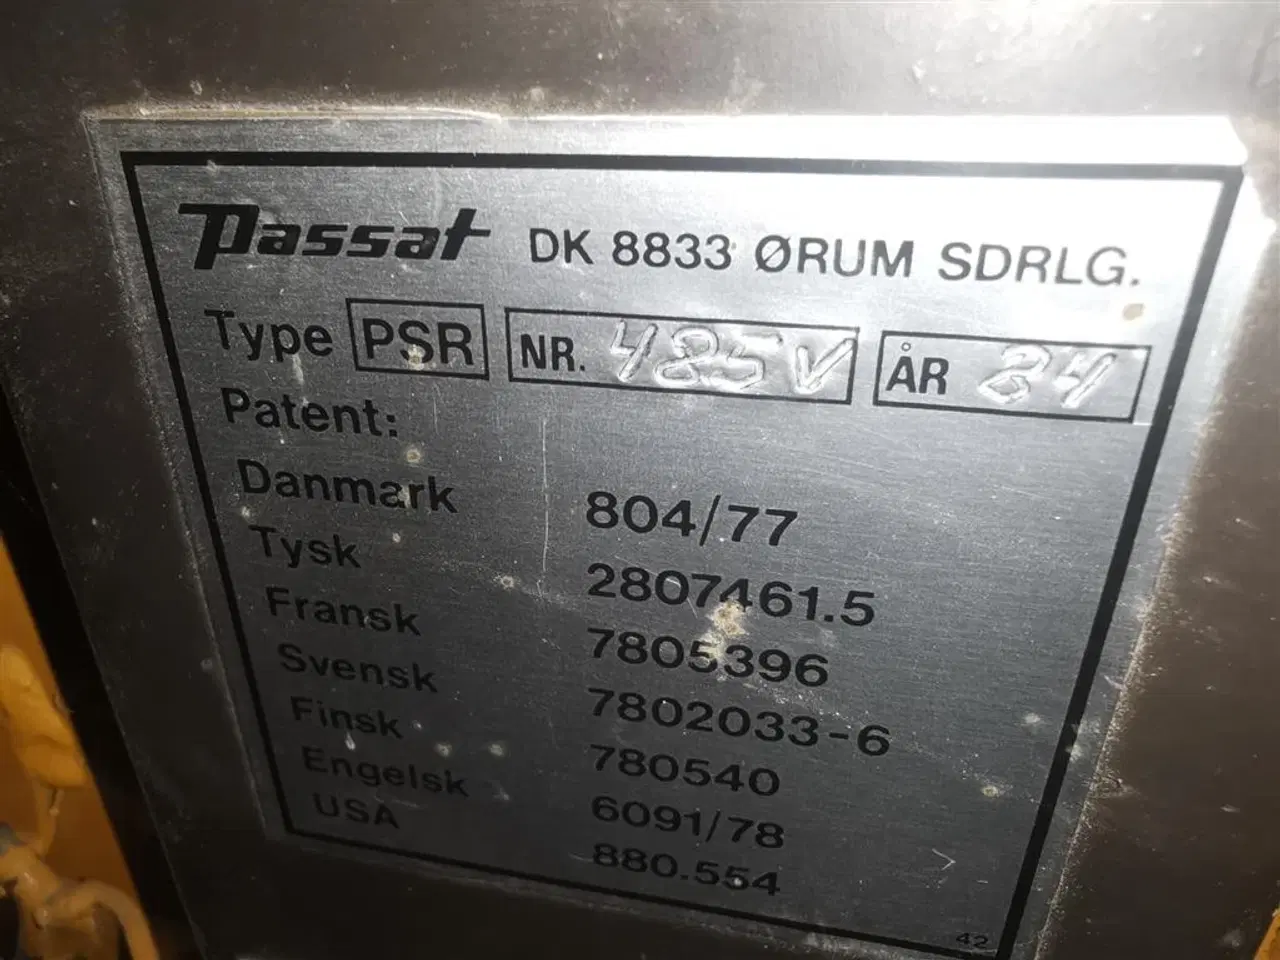 Passat DK 8833 ØRUM SDRLG.
Type PSR NR. 485V ÅR 84
Patent:
Danmark 804/77
Tysk 2807461.5
Fransk 7805396
Svensk 7802033-6
Finsk 780540
Engelsk 6091/78
USA 880.554
42